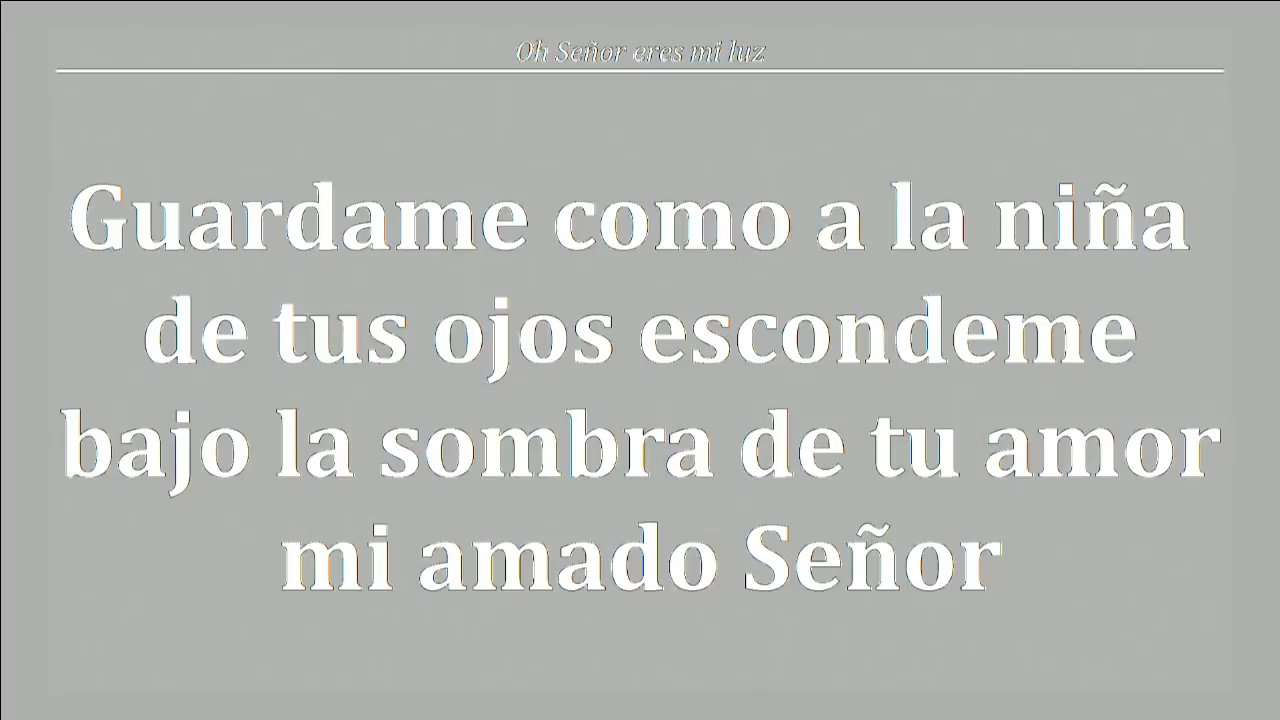 Oh Señor eres mi luz
Guardame como a la niña
de tus ojos escondeme
bajo la sombra de tu amor
mi amado Señor